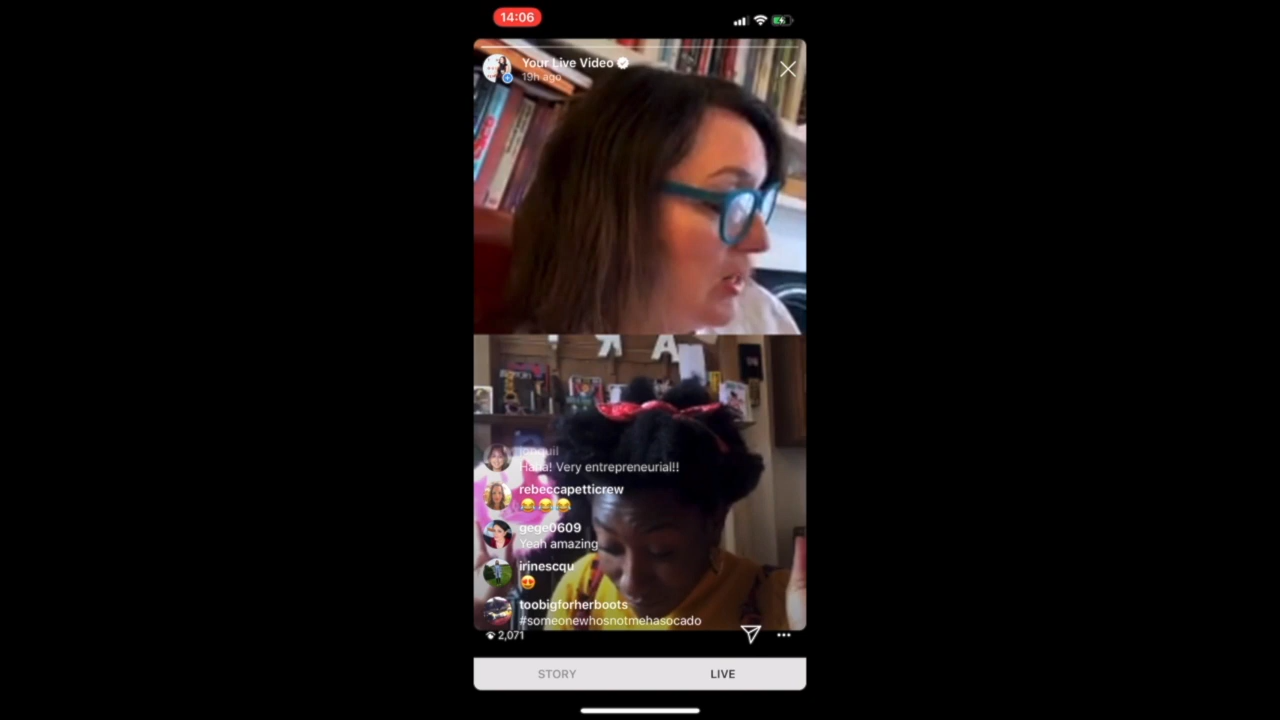 14:06
Your Live Video
19h ago
Haha! Very entrepreneurial!!
rebeccapetticrew
😂😂😂
gege0609
Yeah amazing
irinescqu
😍
toobigforherboots
#someonewhosnotmehasocado
2,071
STORY
LIVE